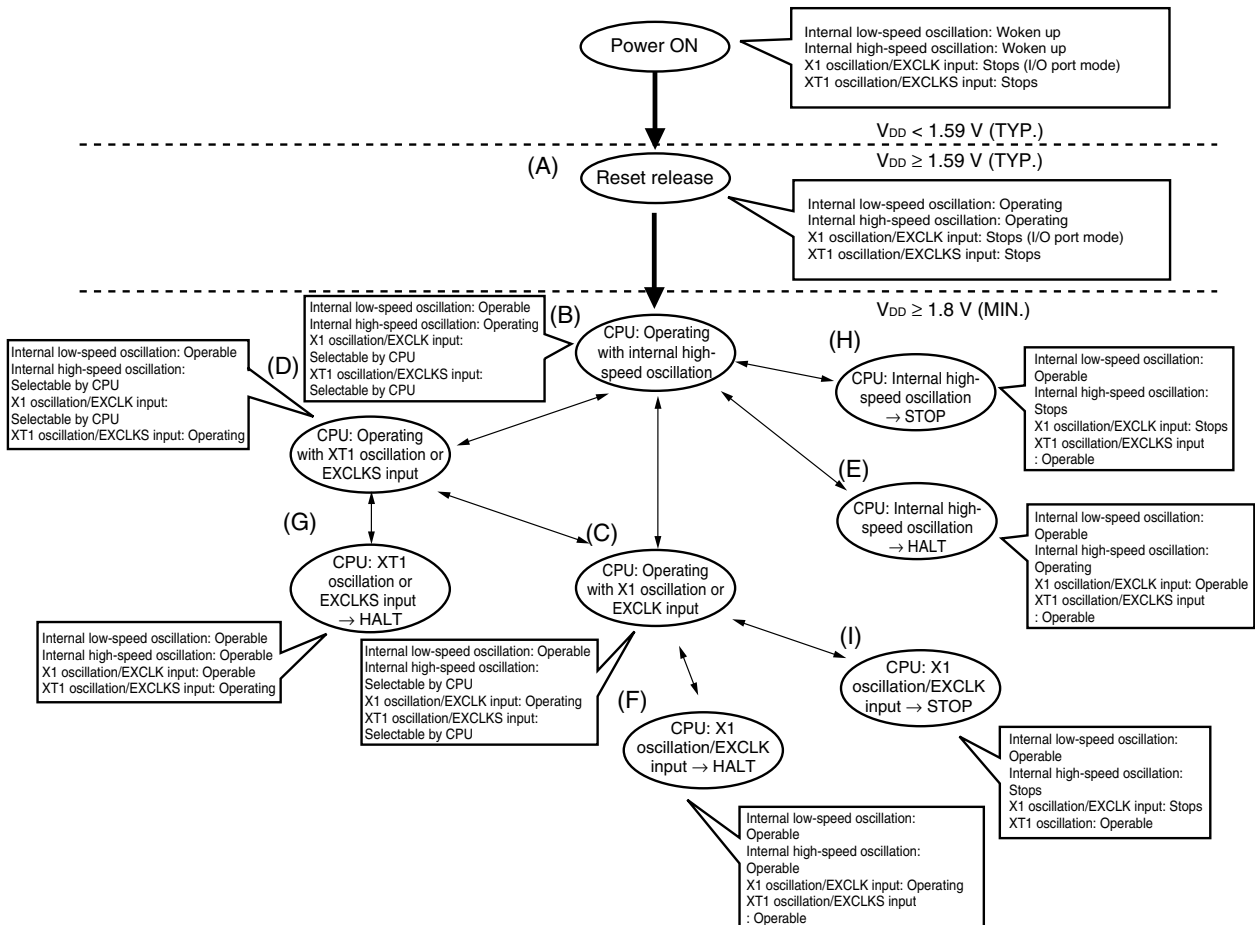 Power ON
Internal low-speed oscillation: Woken up
Internal high-speed oscillation: Woken up
X1 oscillation/EXCLK input: Stops (I/O port mode)
XT1 oscillation/EXCLKS input: Stops
VDD < 1.59 V (TYP.)
VDD ≥ 1.59 V (TYP.)
(A)
Reset release
Internal low-speed oscillation: Operating
Internal high-speed oscillation: Operating
X1 oscillation/EXCLK input: Stops (I/O port mode)
XT1 oscillation/EXCLKS input: Stops
VDD ≥ 1.8 V (MIN.)
Internal low-speed oscillation: Operable
Internal high-speed oscillation: Operating
X1 oscillation/EXCLK input:
Selectable by CPU
XT1 oscillation/EXCLKS input:
Selectable by CPU
(B)
CPU: Operating
with internal high-
speed oscillation
(H)
CPU: Internal high-
speed oscillation
→ STOP
Internal low-speed oscillation:
Operable
Internal high-speed oscillation:
Stops
X1 oscillation/EXCLK input: Stops
XT1 oscillation/EXCLKS input
: Operable
Internal low-speed oscillation: Operable
Internal high-speed oscillation:
Selectable by CPU
X1 oscillation/EXCLK input:
Selectable by CPU
XT1 oscillation/EXCLKS input: Operating
(D)
CPU: Operating
with XT1 oscillation or
EXCLKS input
(E)
CPU: Internal high-
speed oscillation
→ HALT
Internal low-speed oscillation:
Operable
Internal high-speed oscillation:
Operating
X1 oscillation/EXCLK input: Operable
XT1 oscillation/EXCLKS input
: Operable
(G)
CPU: XT1
oscillation or
EXCLKS input
→ HALT
Internal low-speed oscillation: Operable
Internal high-speed oscillation: Operable
X1 oscillation/EXCLK input: Operable
XT1 oscillation/EXCLKS input: Operating
(C)
CPU: Operating
with X1 oscillation or
EXCLK input
Internal low-speed oscillation: Operable
Internal high-speed oscillation:
Selectable by CPU
X1 oscillation/EXCLK input: Operating
XT1 oscillation/EXCLKS input:
Selectable by CPU
(I)
CPU: X1
oscillation/EXCLK
input → STOP
Internal low-speed oscillation:
Operable
Internal high-speed oscillation:
Stops
X1 oscillation/EXCLK input: Stops
XT1 oscillation: Operable
(F)
CPU: X1
oscillation/EXCLK
input → HALT
Internal low-speed oscillation:
Operable
Internal high-speed oscillation:
Operable
X1 oscillation/EXCLK input: Operating
XT1 oscillation/EXCLKS input
: Operable